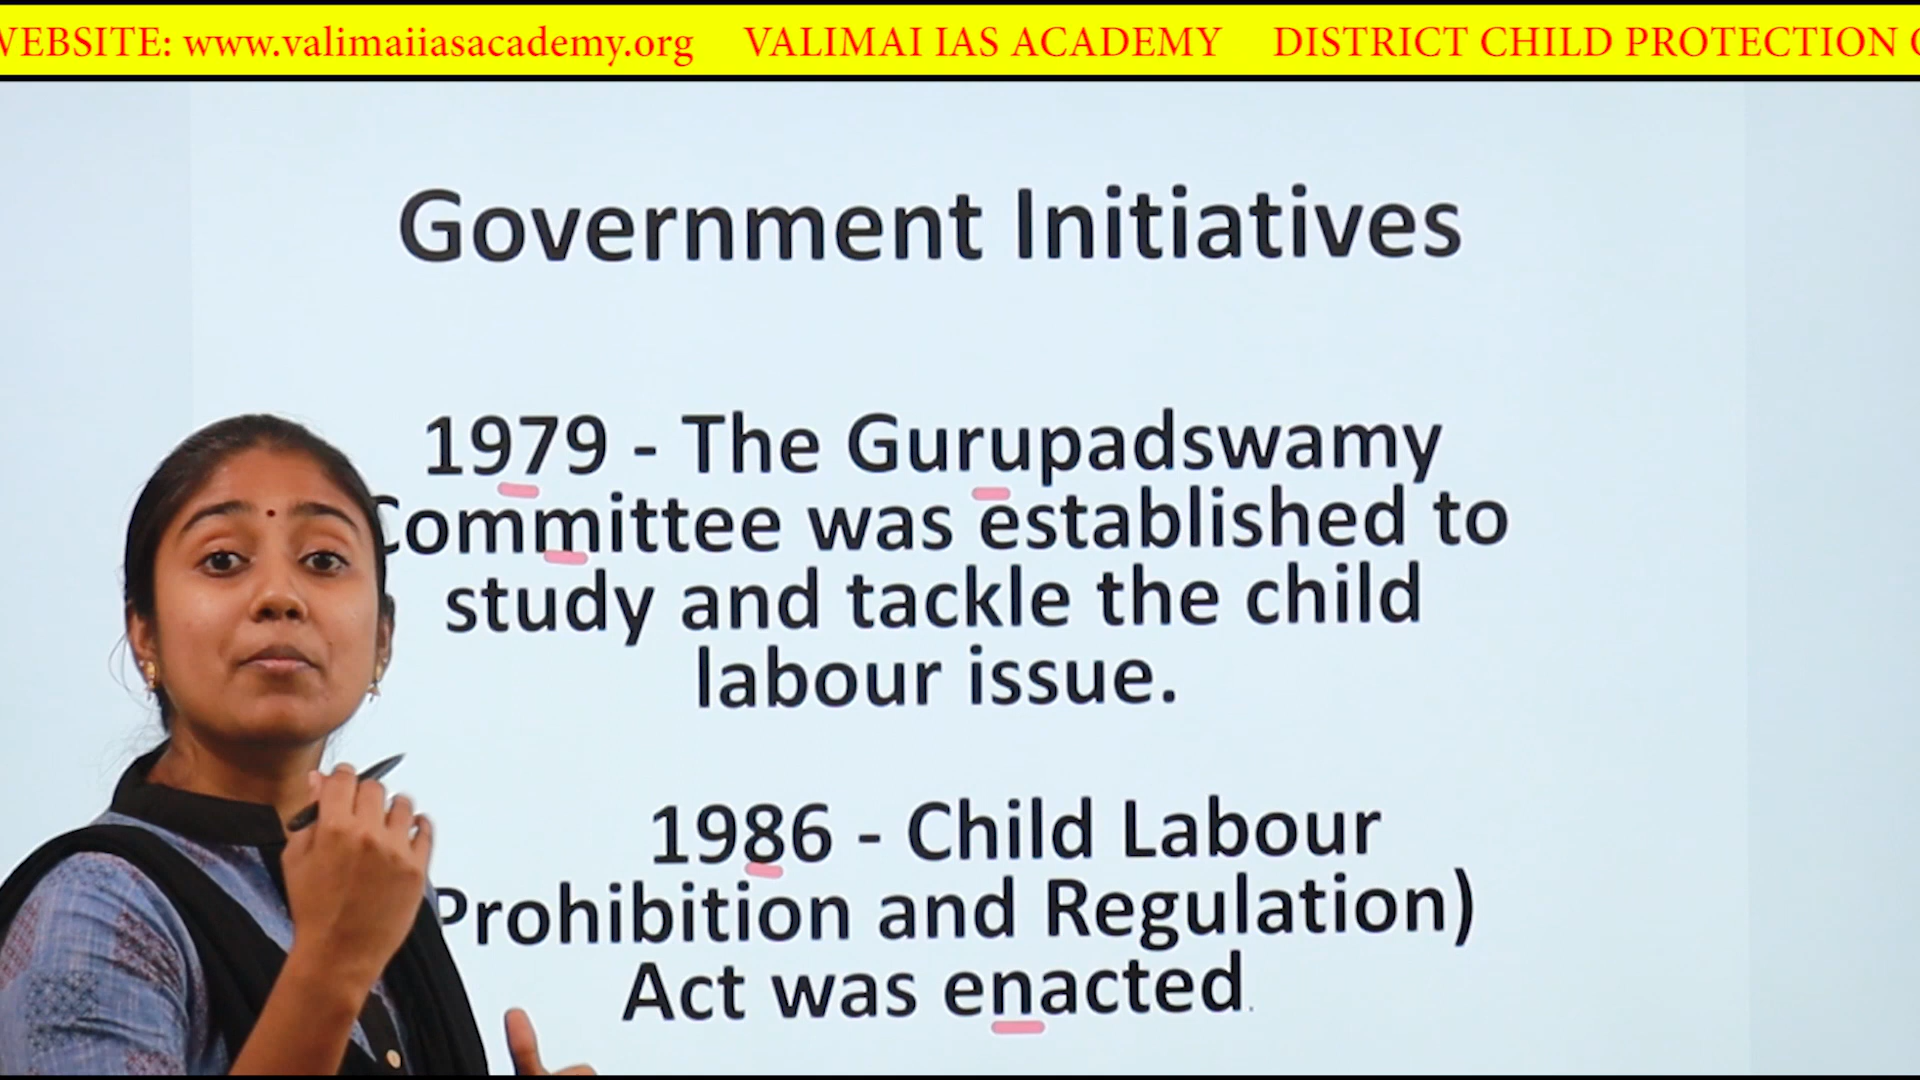 WEBSITE: www.valimaiiasacademy.org VALIMAI IAS ACADEMY DISTRICT CHILD PROTECTION
Government Initiatives
1979 - The Gurupadswamy
Committee was established to
study and tackle the child
labour issue.
1986 - Child Labour
Prohibition and Regulation)
Act was enacted.